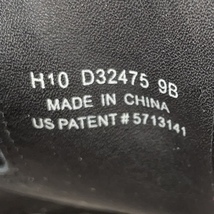 H10 D32475 9B
MADE IN CHINA
US PATENT # 5713141